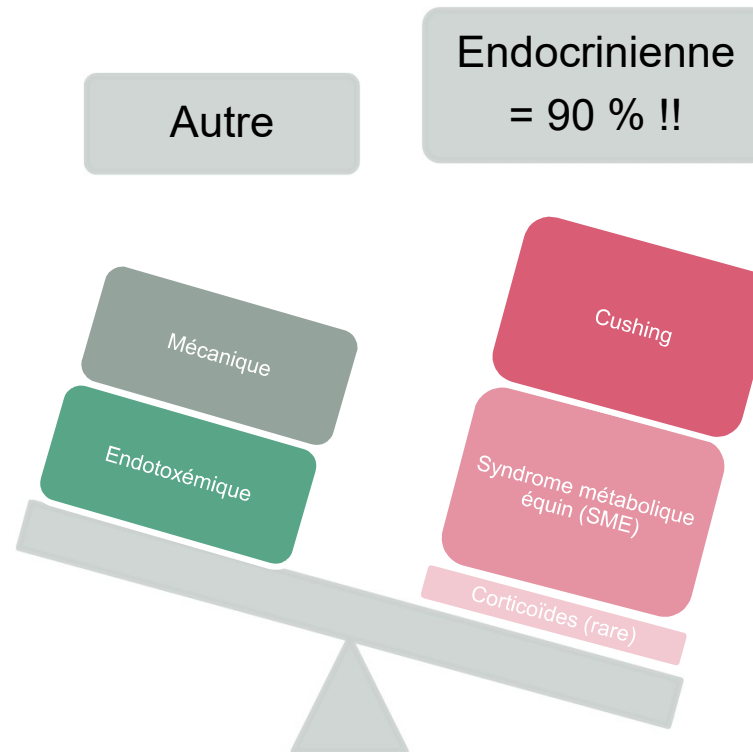 Autre
Endocrinienne
= 90 % !!
Mécanique
Endotoxémique
Cushing
Syndrome métabolique
équin (SME)
Corticoïdes (rare)